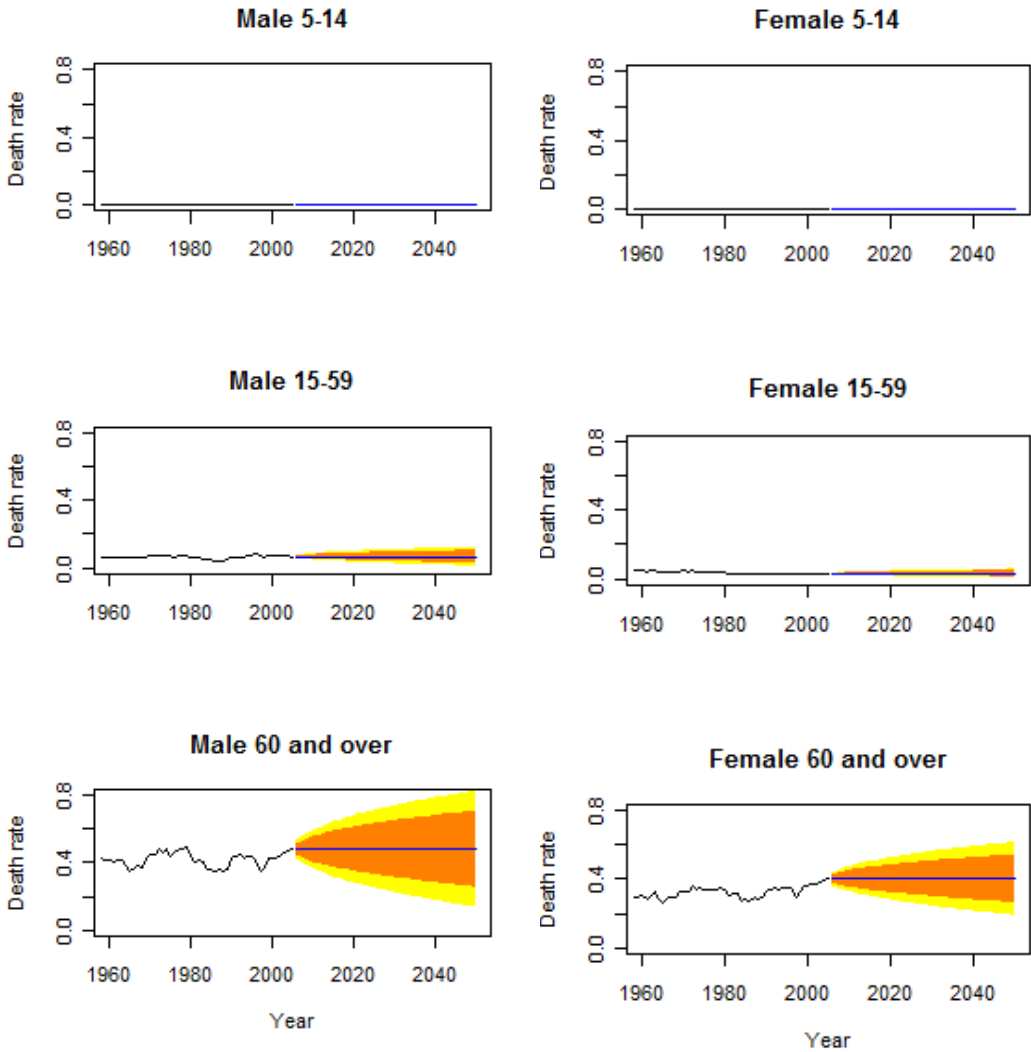 Male 5-14
Female 5-14
Death rate
0.0 0.4 0.8
1960 1980 2000 2020 2040
Death rate
0.0 0.4 0.8
1960 1980 2000 2020 2040
Male 15-59
Female 15-59
Death rate
0.0 0.4 0.8
1960 1980 2000 2020 2040
Death rate
0.0 0.4 0.8
1960 1980 2000 2020 2040
Male 60 and over
Female 60 and over
Death rate
0.0 0.4 0.8
1960 1980 2000 2020 2040
Year
Death rate
0.0 0.4 0.8
1960 1980 2000 2020 2040
Year